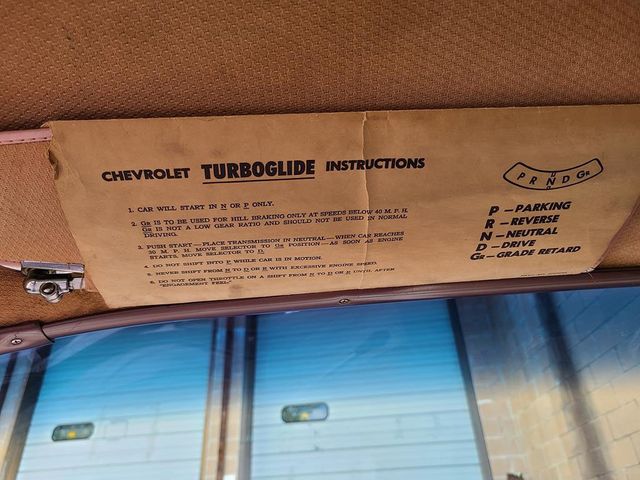 CHEVROLET TURBOGLIDE INSTRUCTIONS
1. CAR WILL START IN N OR P ONLY.
2. GR IS TO BE USED FOR HILL BRAKING ONLY AT SPEEDS BELOW 40 M. P. H.
GR IS NOT A LOW GEAR RATIO AND SHOULD NOT BE USED IN NORMAL
DRIVING.
3. PUSH START—PLACE TRANSMISSION IN NEUTRAL—WHEN CAR REACHES
30 M. P. H. MOVE SELECTOR TO GR POSITION—AS SOON AS ENGINE
STARTS, MOVE SELECTOR TO D.
4. DO NOT SHIFT INTO P WHILE CAR IS IN MOTION.
5. NEVER SHIFT FROM N TO D OR R WITH EXCESSIVE ENGINE SPEED.
6. DO NOT OPEN THROTTLE ON A SHIFT FROM N TO D OR R UNTIL AFTER
"ENGAGEMENT FEEL"
P R N D GR
P—PARKING
R—REVERSE
N—NEUTRAL
D—DRIVE
GR—GRADE RETARD